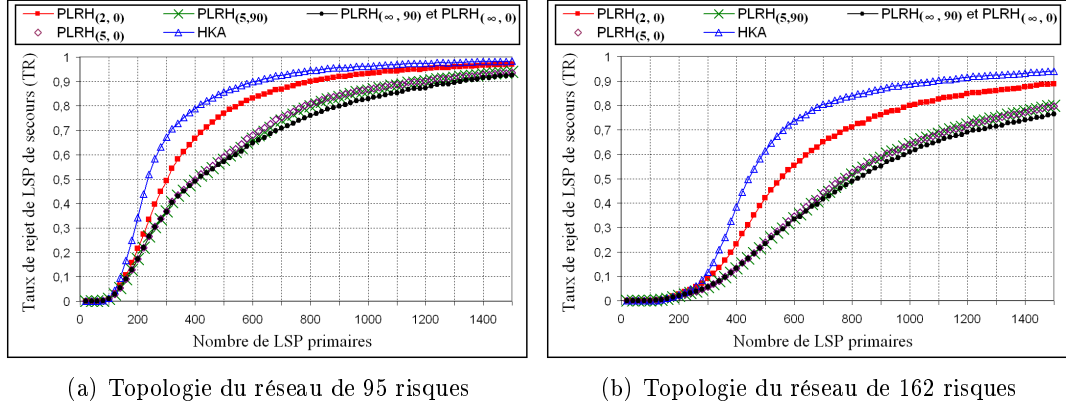 PLRH(2, 0) PLRH(5,90) PLRH(∞, 90) et PLRH(∞, 0)
PLRH(5, 0) HKA
Taux de rejet de LSP de secours (TR)
1
0,9
0,8
0,7
0,6
0,5
0,4
0,3
0,2
0,1
0
0 200 400 600 800 1000 1200 1400
Nombre de LSP primaires
(a) Topologie du réseau de 95 risques
PLRH(2, 0) PLRH(5,90) PLRH(∞, 90) et PLRH(∞, 0)
PLRH(5, 0) HKA
Taux de rejet de LSP de secours (TR)
1
0,9
0,8
0,7
0,6
0,5
0,4
0,3
0,2
0,1
0
0 200 400 600 800 1000 1200 1400
Nombre de LSP primaires
(b) Topologie du réseau de 162 risques